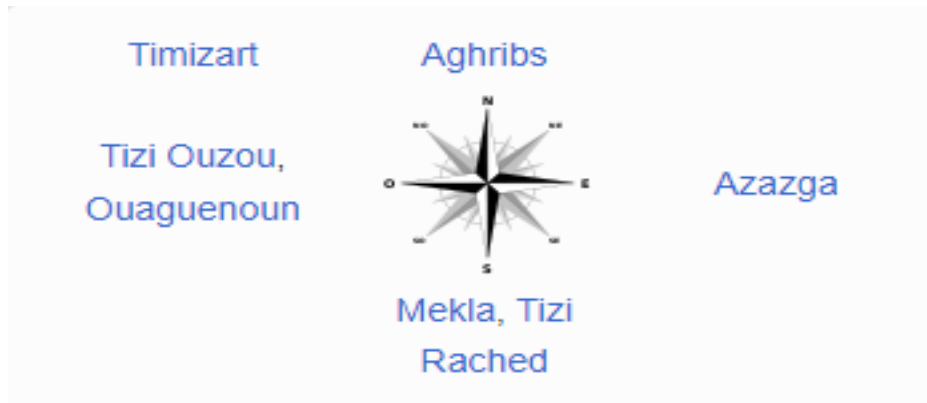 Timizart
Aghribs
N
Tizi Ouzou,
Ouaguenoun
O
E
Azazga
S
Mekla, Tizi
Rached